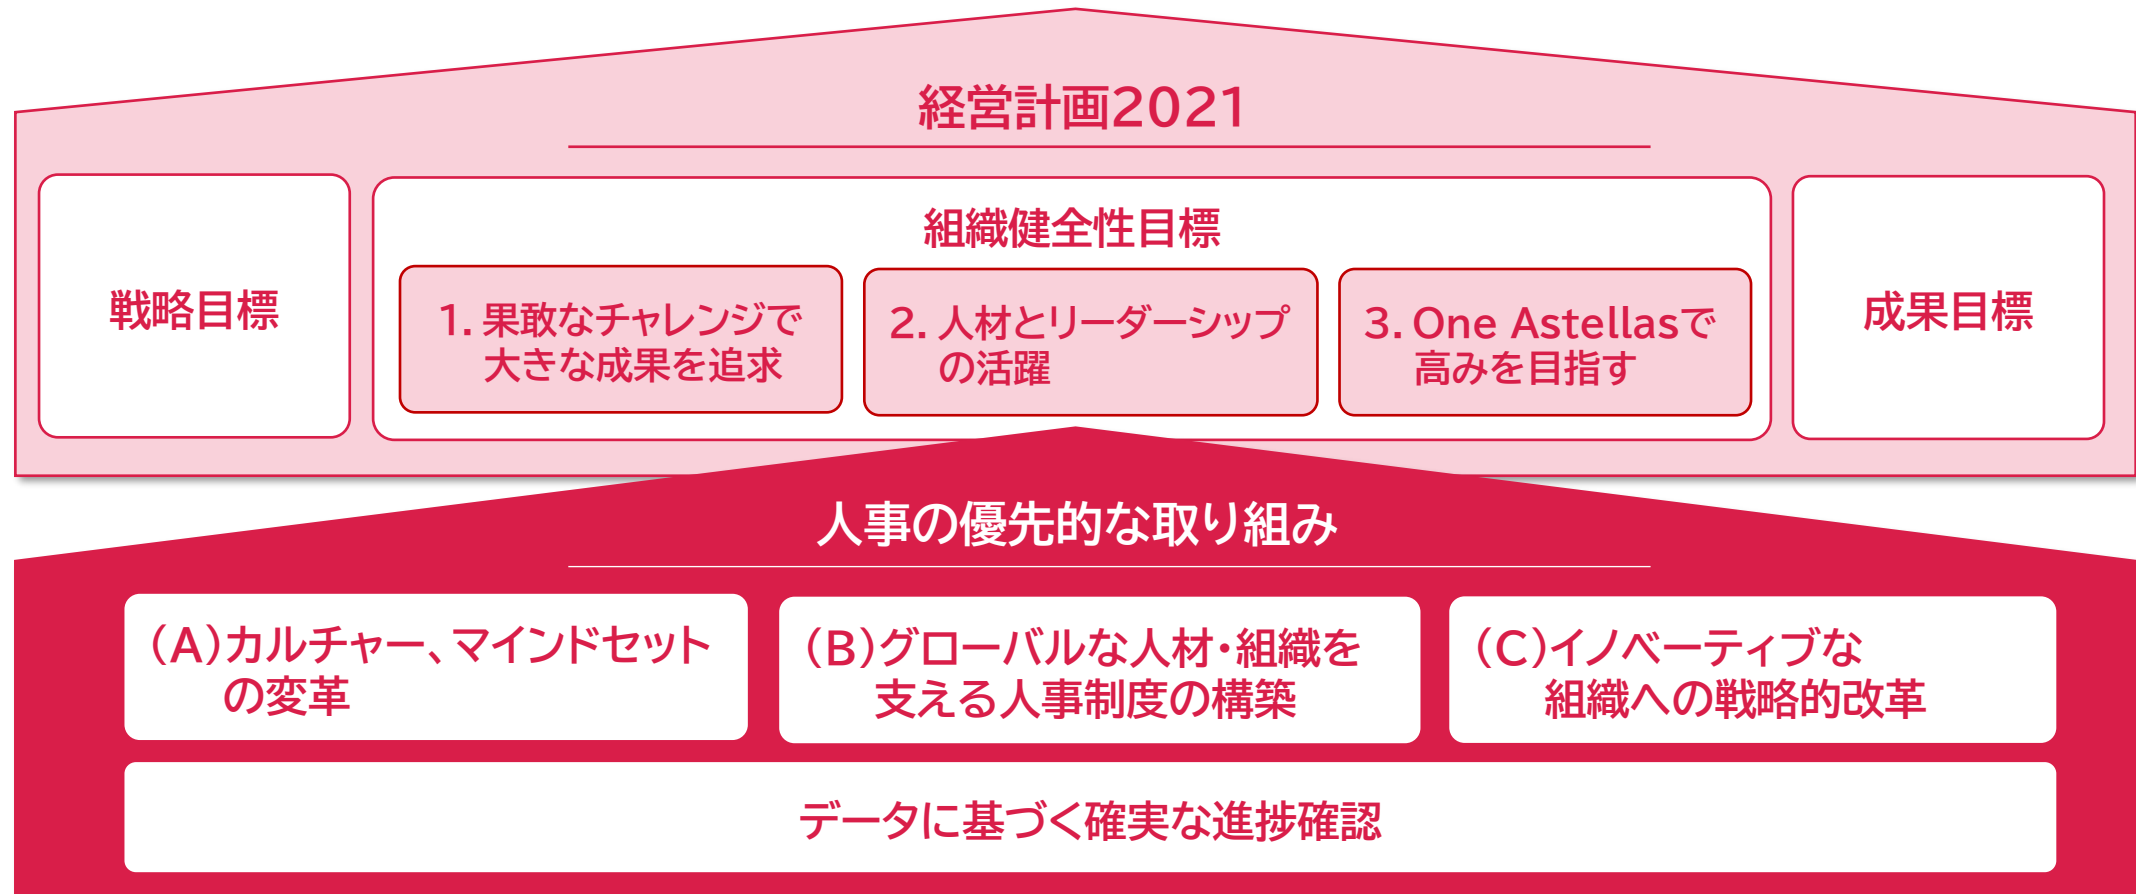 経営計画2021
戦略目標
組織健全性目標
1. 果敢なチャレンジで
大きな成果を追求
2. 人材とリーダーシップ
の活躍
3. One Astellasで
高みを目指す
成果目標
人事の優先的な取り組み
(A)カルチャー、マインドセット
の変革
(B)グローバルな人材・組織を
支える人事制度の構築
(C)イノベーティブな
組織への戦略的改革
データに基づく確実な進捗確認